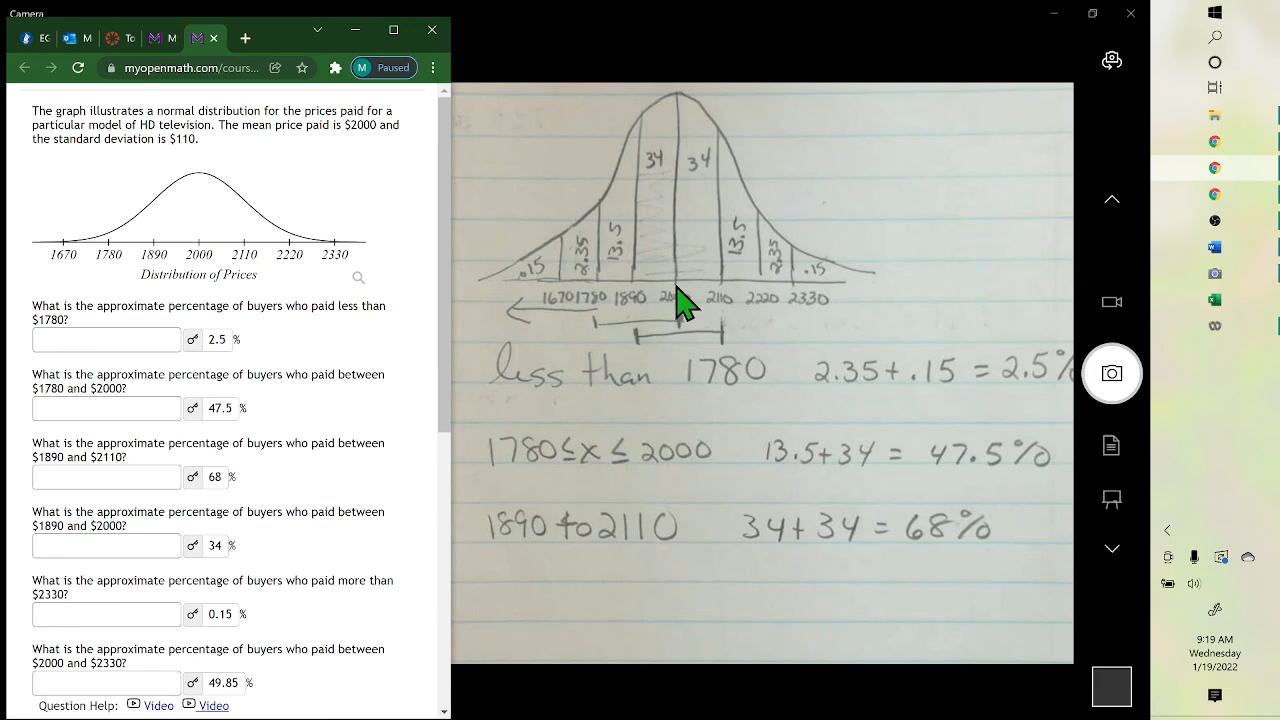 Camera
EC
M
Tc
M
M
myopenmath.com/cours...
M Paused
The graph illustrates a normal distribution for the prices paid for a
particular model of HD television. The mean price paid is $2000 and
the standard deviation is $110.
1670 1780 1890 2000 2110 2220 2330
Distribution of Prices
What is the approximate percentage of buyers who paid less than
$1780?
2.5 %
What is the approximate percentage of buyers who paid between
$1780 and $2000?
47.5 %
What is the approximate percentage of buyers who paid between
$1890 and $2110?
68 %
What is the approximate percentage of buyers who paid between
$1890 and $2000?
34 %
What is the approximate percentage of buyers who paid more than
$2330?
0.15 %
What is the approximate percentage of buyers who paid between
$2000 and $2330?
49.85 %
Question Help: Video Video
34 34
.15 2.35 13.5 13.5 2.35 .15
1670 1780 1890 2110 2220 2330
less than 1780 2.35 + .15 = 2.5%
1780 ≤ x ≤ 2000 13.5 + 34 = 47.5%
1890 to 2110 34 + 34 = 68%
9:19 AM
Wednesday
1/19/2022